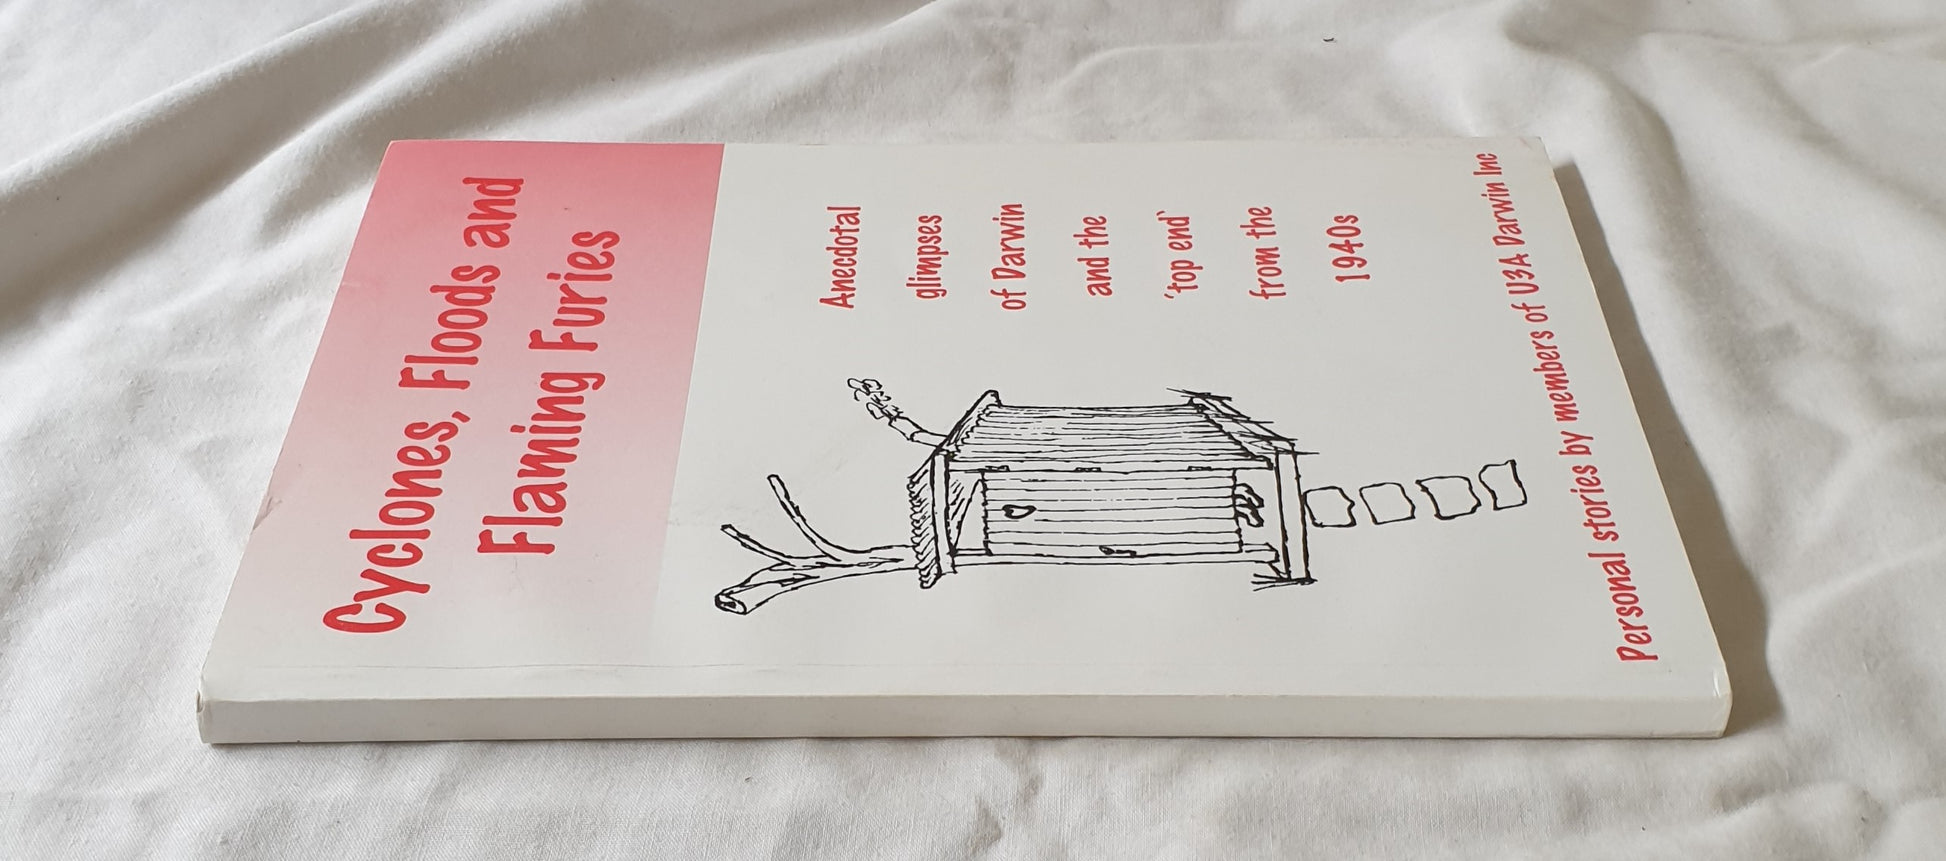 Cyclones, Floods and
Flaming Furies
Anecdotal
glimpses
of Darwin
and the
'top end'
from the
1940s
Personal stories by members of U3A Darwin Inc